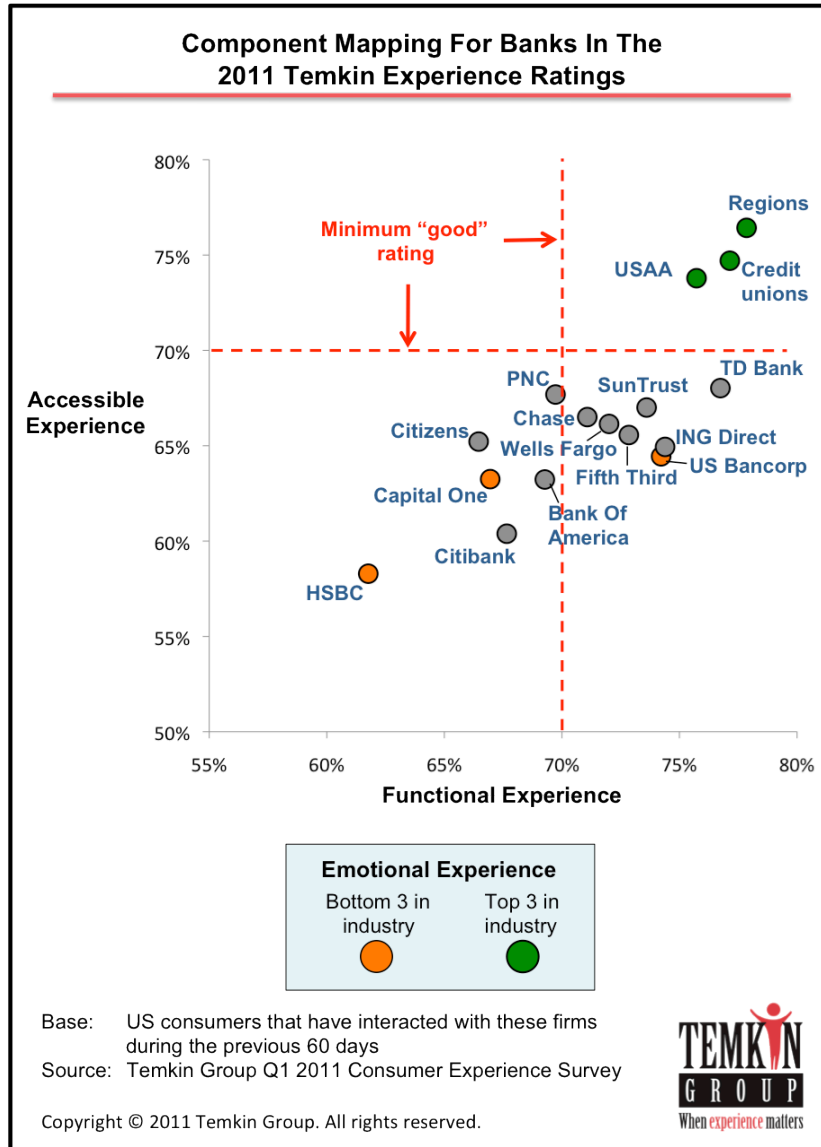 Component Mapping For Banks In The
2011 Temkin Experience Ratings
80%
75%
70%
65%
60%
55%
50%
Accessible
Experience
Minimum “good”
rating
Regions
USAA
Credit
unions
TD Bank
SunTrust
PNC
Chase
Citizens
Wells Fargo
ING Direct
US Bancorp
Fifth Third
Capital One
Bank Of
America
Citibank
HSBC
55%
60%
65%
70%
75%
80%
Functional Experience
Emotional Experience
Bottom 3 in
industry
Top 3 in
industry
Base: US consumers that have interacted with these firms
during the previous 60 days
Source: Temkin Group Q1 2011 Consumer Experience Survey
Copyright © 2011 Temkin Group. All rights reserved.
TEMKIN
GROUP
When experience matters